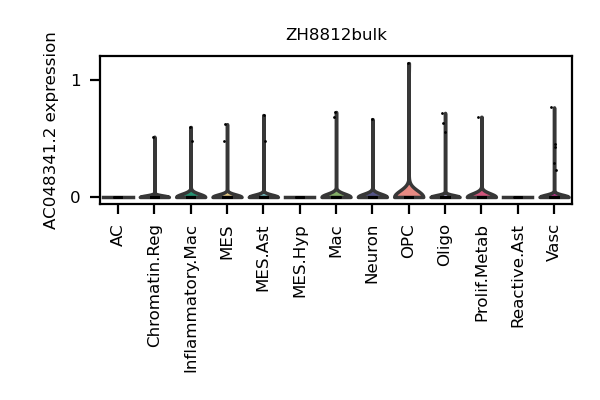 ZH8812bulk
AC048341.2 expression
1
0
AC
Chromatin.Reg
Inflammatory.Mac
MES
MES.Ast
MES.Hyp
Mac
Neuron
OPC
Oligo
Prolif.Metab
Reactive.Ast
Vasc